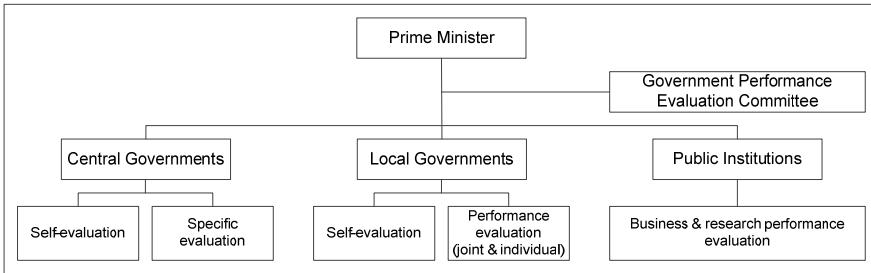 Prime Minister
Government Performance
Evaluation Committee
Central Governments
Local Governments
Public Institutions
Self-evaluation
Specific
evaluation
Self-evaluation
Performance
evaluation
(joint & individual)
Business & research performance
evaluation